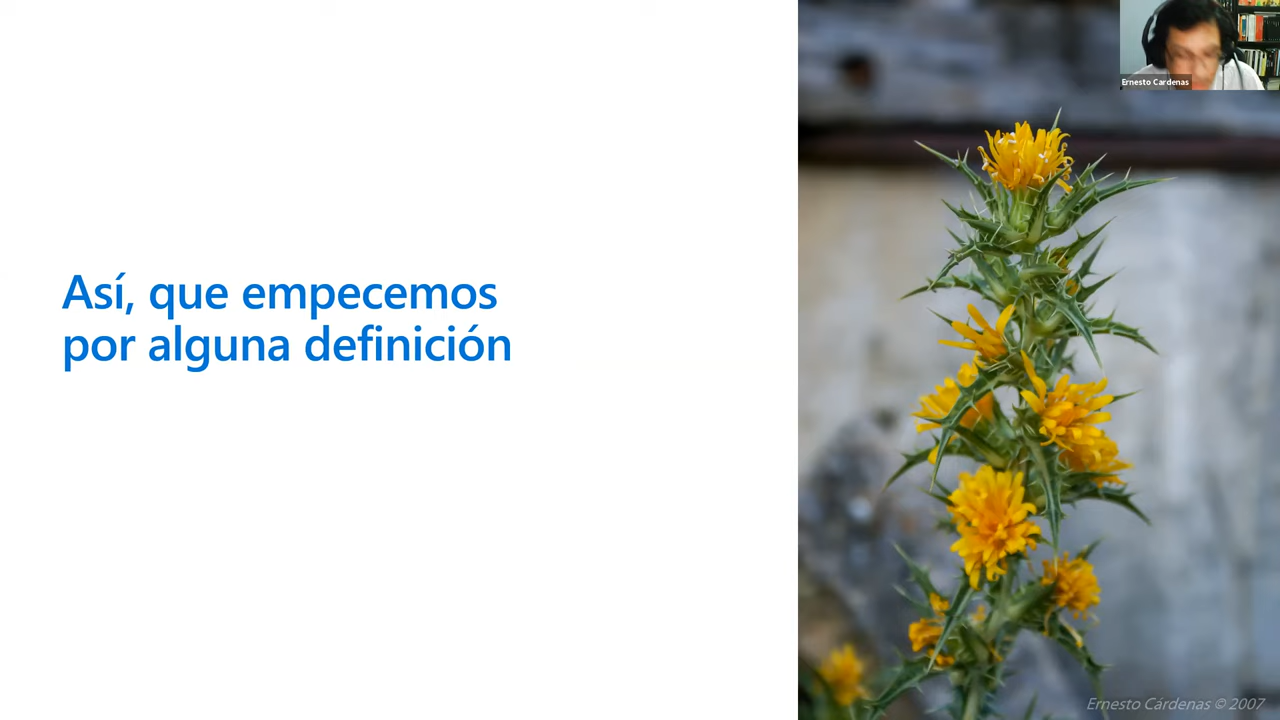 Ernesto Cardenas
Así, que empecemos
por alguna definición
Ernesto Cárdenas © 2007